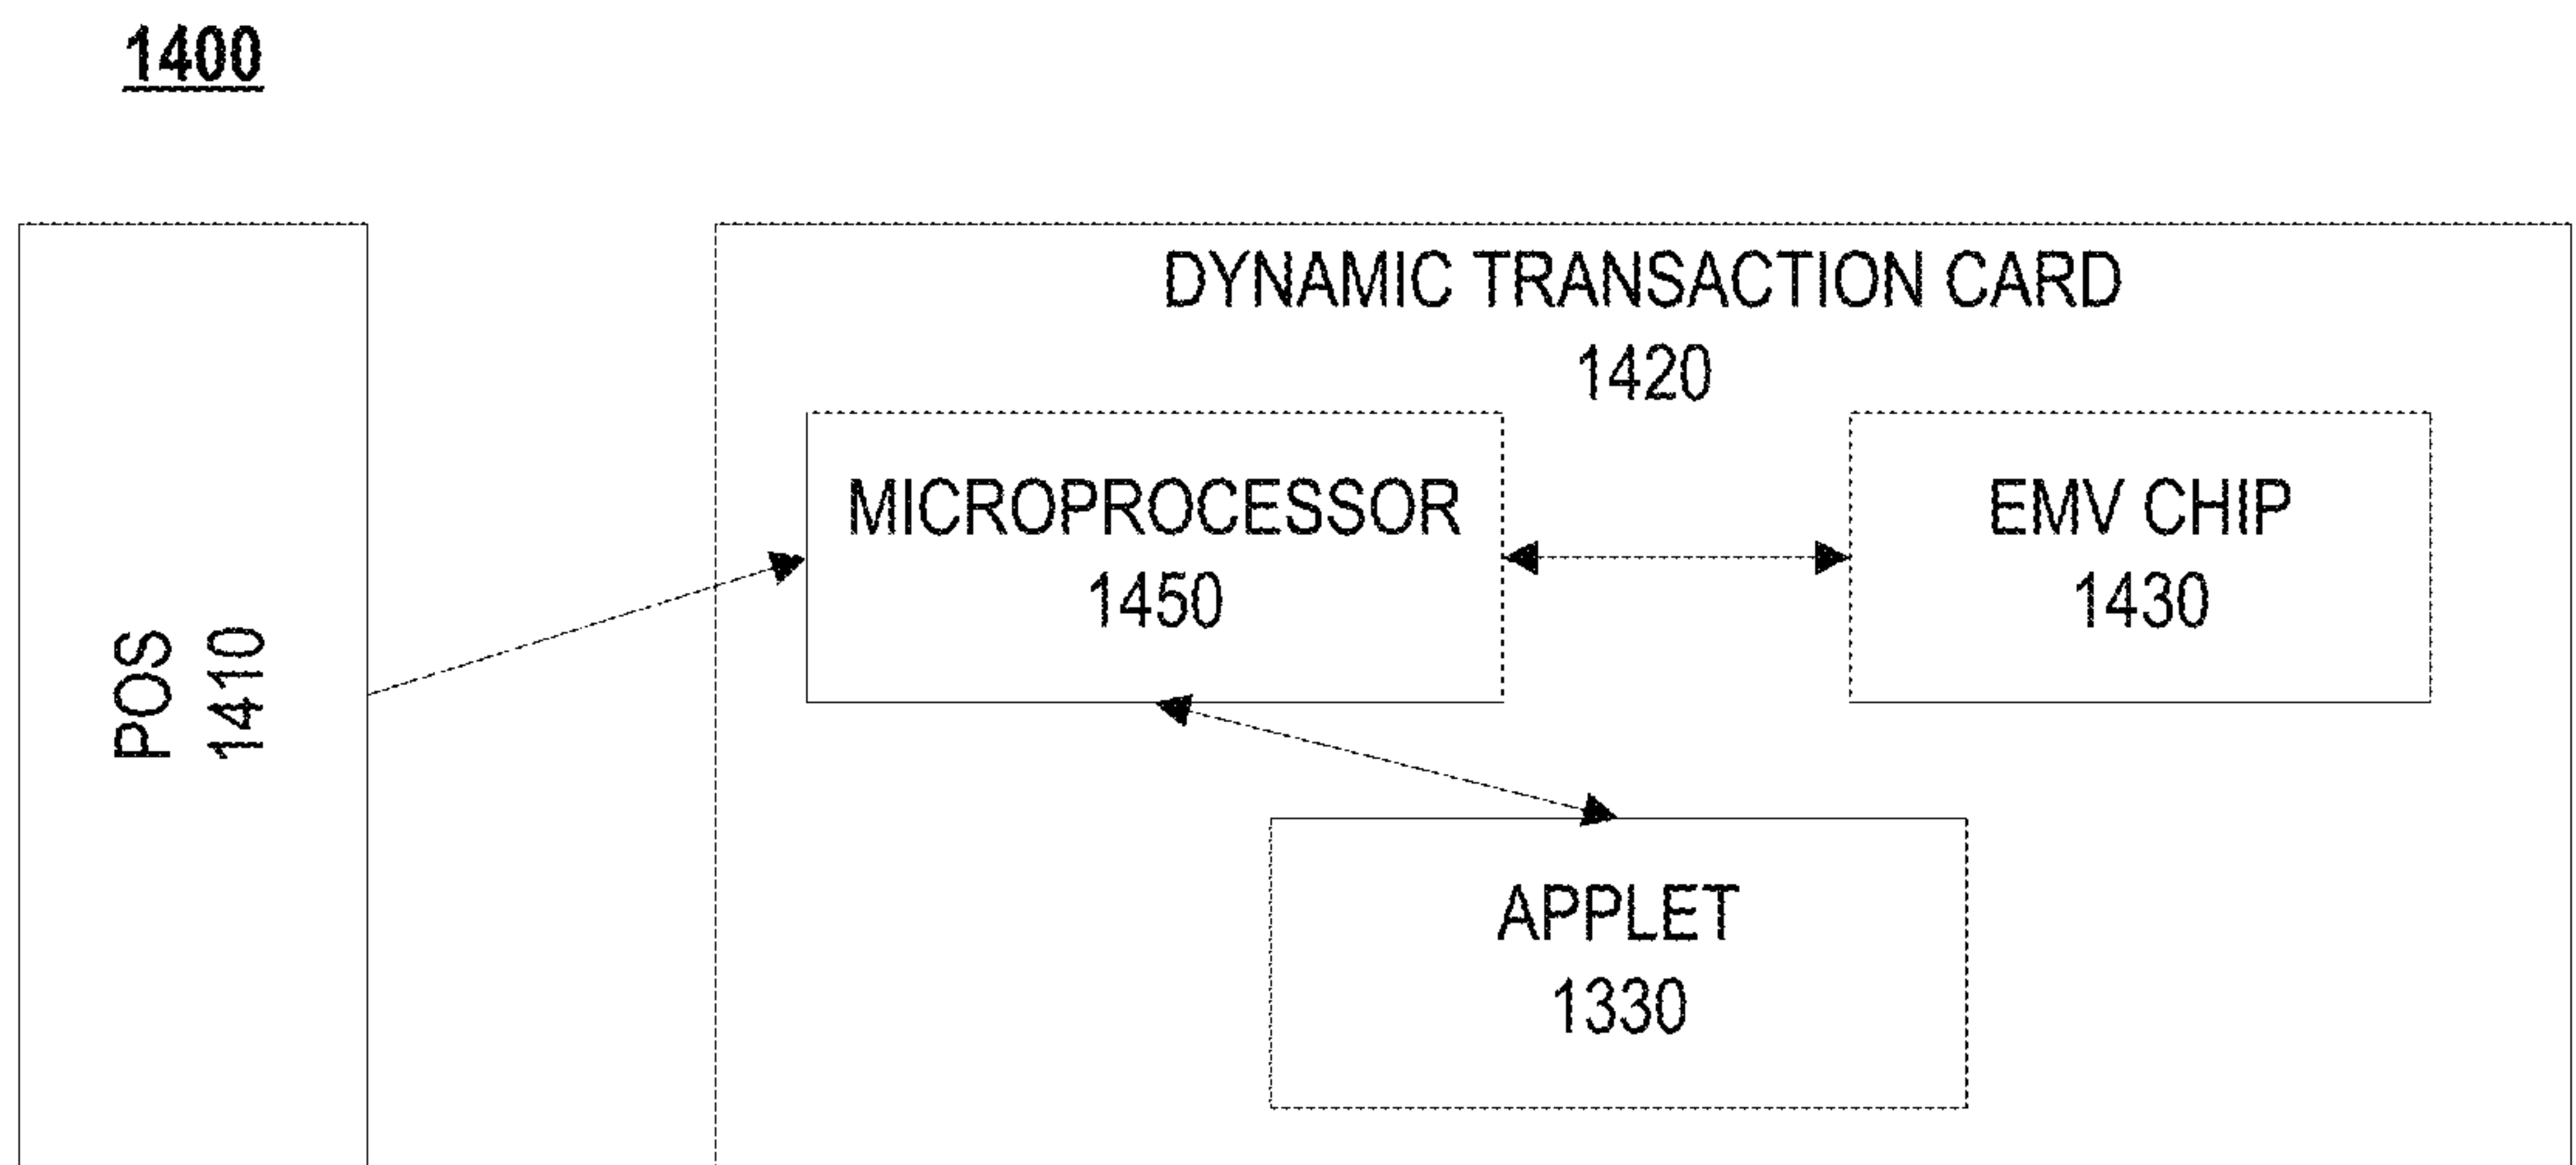 1400
POS
1410
DYNAMIC TRANSACTION CARD
1420
MICROPROCESSOR
1450
EMV CHIP
1430
APPLET
1330